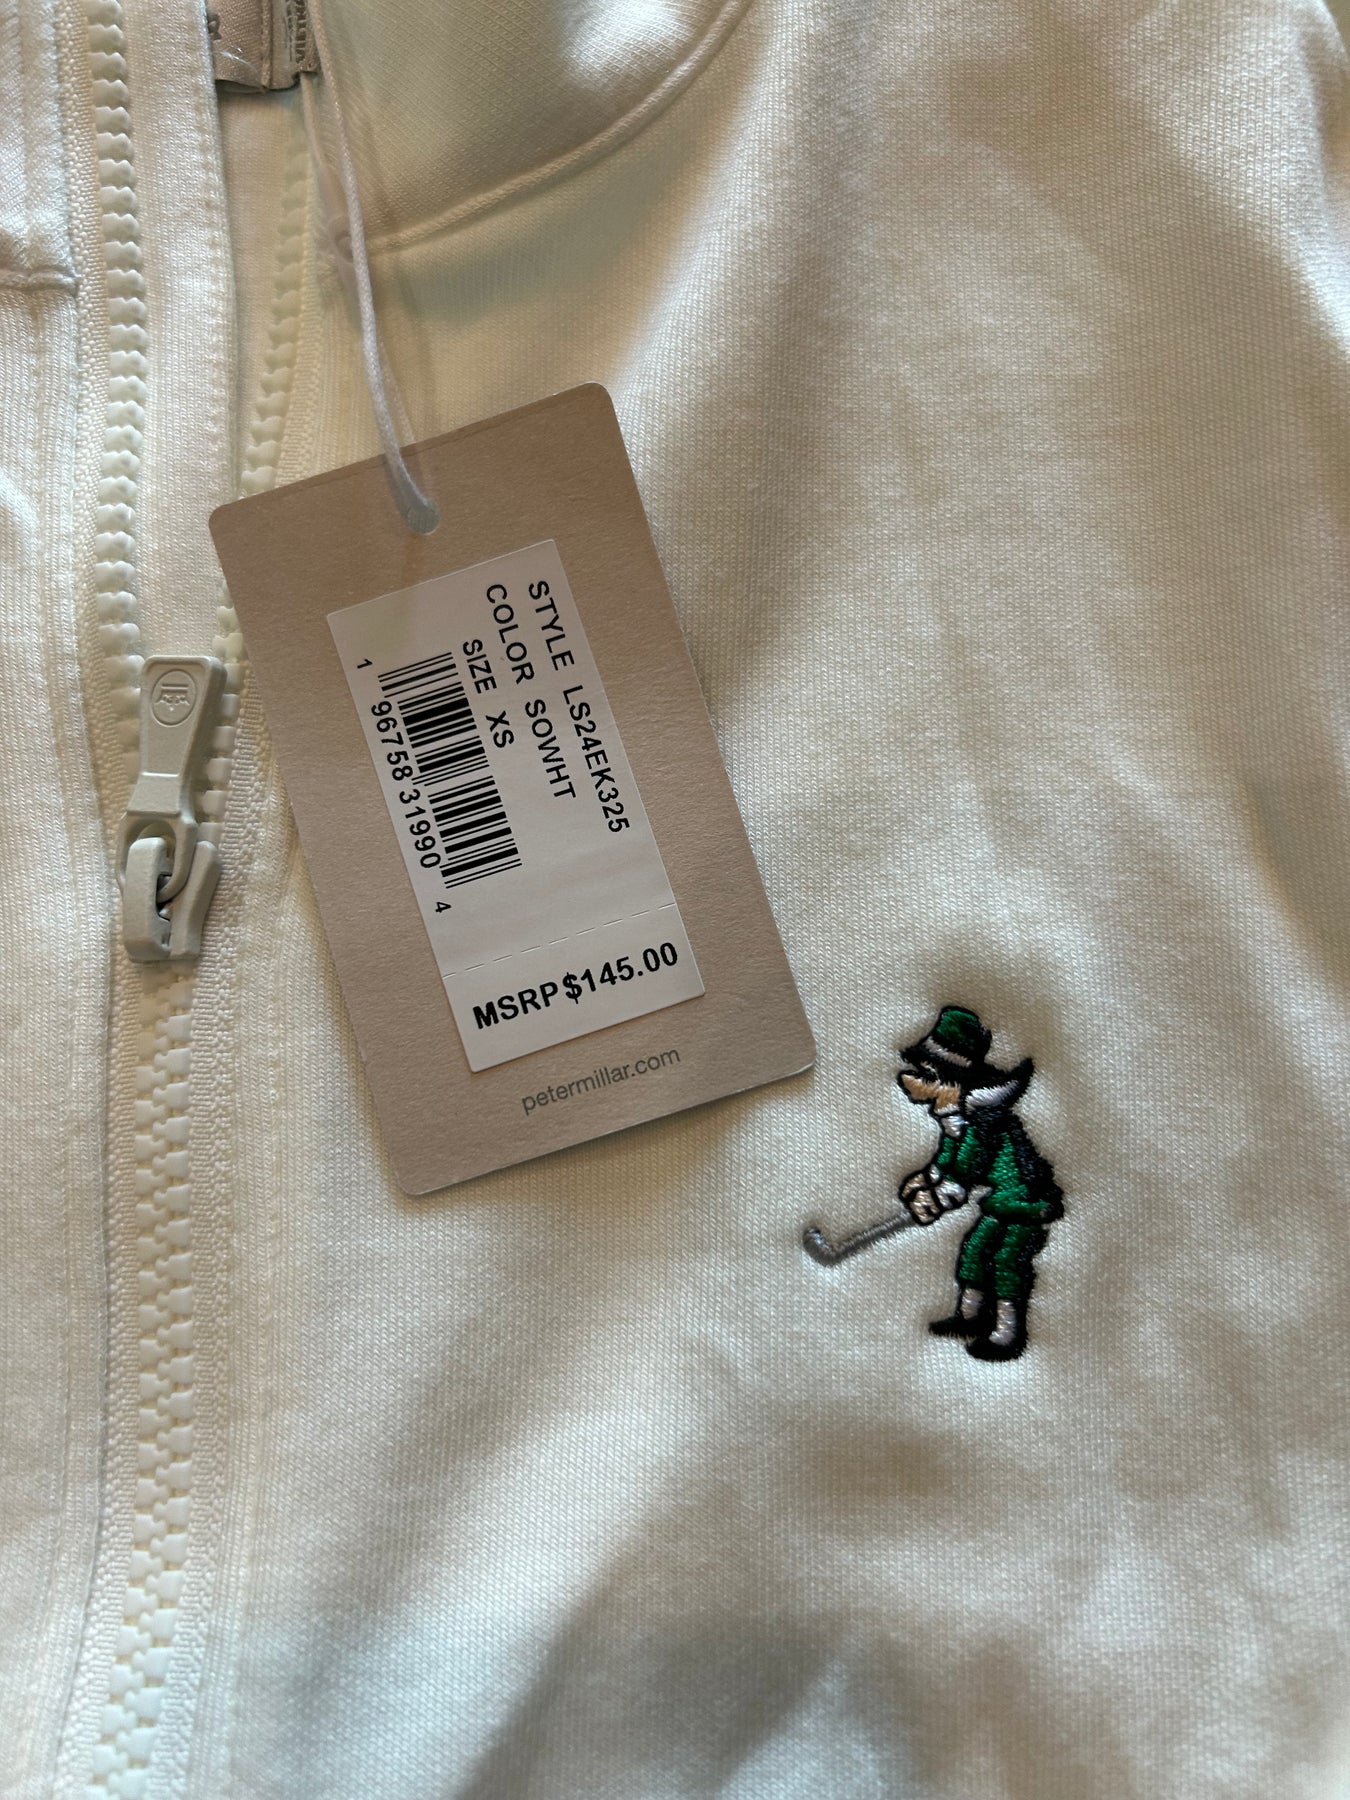 STYLE LS24EK325
COLOR SOWHT
SIZE XS
1 96758 31990 4
MSRP $145.00
petermillar.com